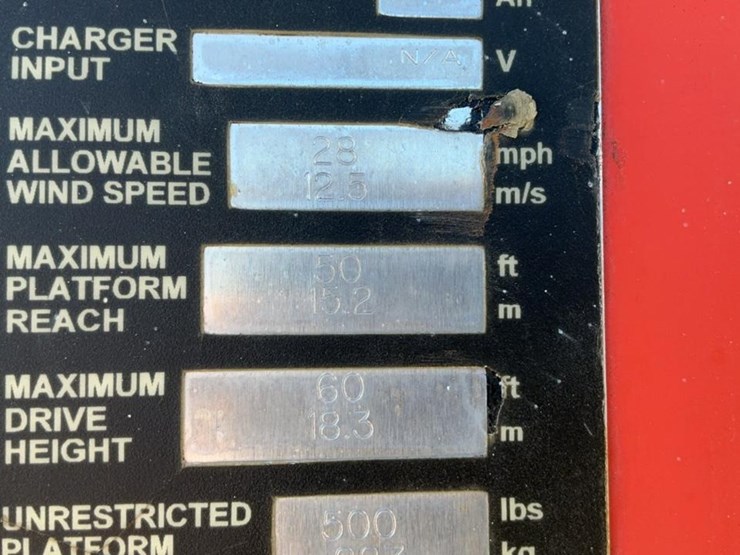 CHARGER
INPUT N/A V
MAXIMUM
ALLOWABLE 28 mph
WIND SPEED 12.5 m/s
MAXIMUM 50 ft
PLATFORM
REACH 15.2 m
MAXIMUM 60 ft
DRIVE 18.3 m
HEIGHT
UNRESTRICTED 500 lbs
PLATFORM kg